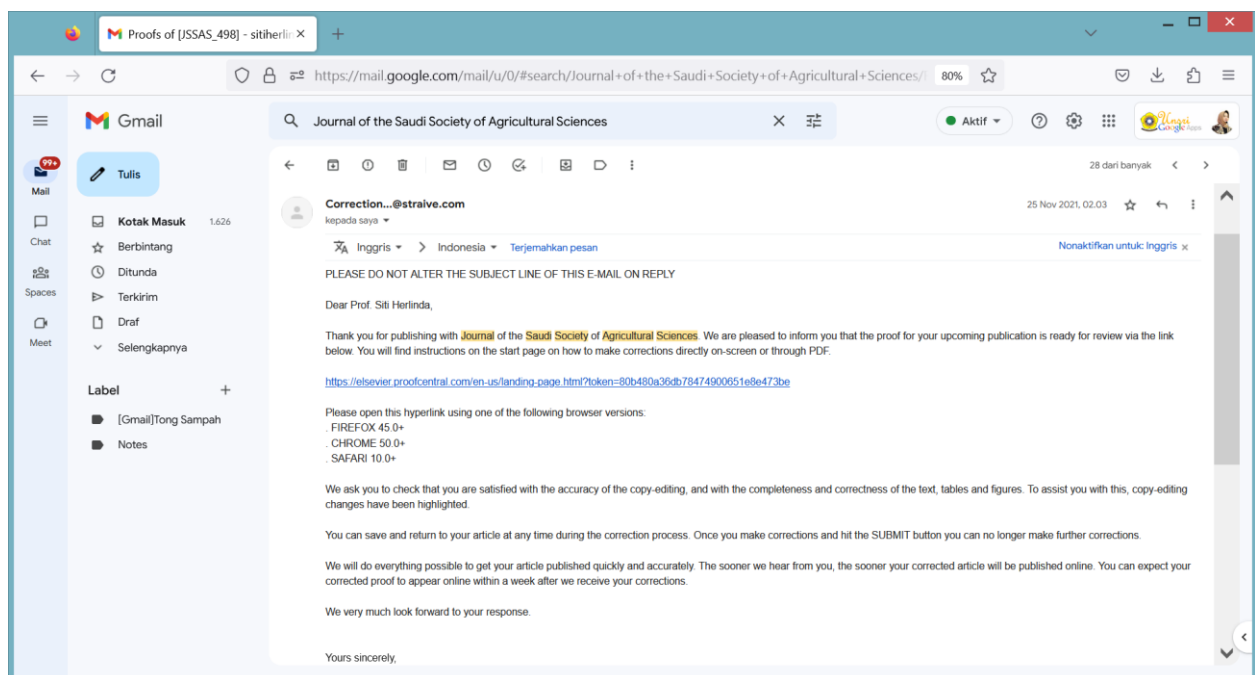 Proofs of [JSSAS_498] - sitiherlin
https://mail.google.com/mail/u/0/#search/Journal+of+the+Saudi+Society+of+Agricultural+Sciences/
80%
Gmail
Journal of the Saudi Society of Agricultural Sciences
Aktif
99+
Mail
Chat
Spaces
Meet
Tulis
Kotak Masuk 1.626
Berbintang
Ditunda
Terkirim
Draf
Selengkapnya
Label
[Gmail]Tong Sampah
Notes
28 dari banyak
Correction...@straive.com
25 Nov 2021, 02.03
kepada saya
Inggris > Indonesia Terjemahkan pesan
Nonaktifkan untuk: Inggris x
PLEASE DO NOT ALTER THE SUBJECT LINE OF THIS E-MAIL ON REPLY
Dear Prof. Siti Herlinda,
Thank you for publishing with Journal of the Saudi Society of Agricultural Sciences. We are pleased to inform you that the proof for your upcoming publication is ready for review via the link
below. You will find instructions on the start page on how to make corrections directly on-screen or through PDF.
https://elsevier.proofcentral.com/en-us/landing-page.html?token=80b480a36db78474900651e8e473be
Please open this hyperlink using one of the following browser versions:
. FIREFOX 45.0+
. CHROME 50.0+
. SAFARI 10.0+
We ask you to check that you are satisfied with the accuracy of the copy-editing, and with the completeness and correctness of the text, tables and figures. To assist you with this, copy-editing
changes have been highlighted.
You can save and return to your article at any time during the correction process. Once you make corrections and hit the SUBMIT button you can no longer make further corrections.
We will do everything possible to get your article published quickly and accurately. The sooner we hear from you, the sooner your corrected article will be published online. You can expect your
corrected proof to appear online within a week after we receive your corrections.
We very much look forward to your response.
Yours sincerely,